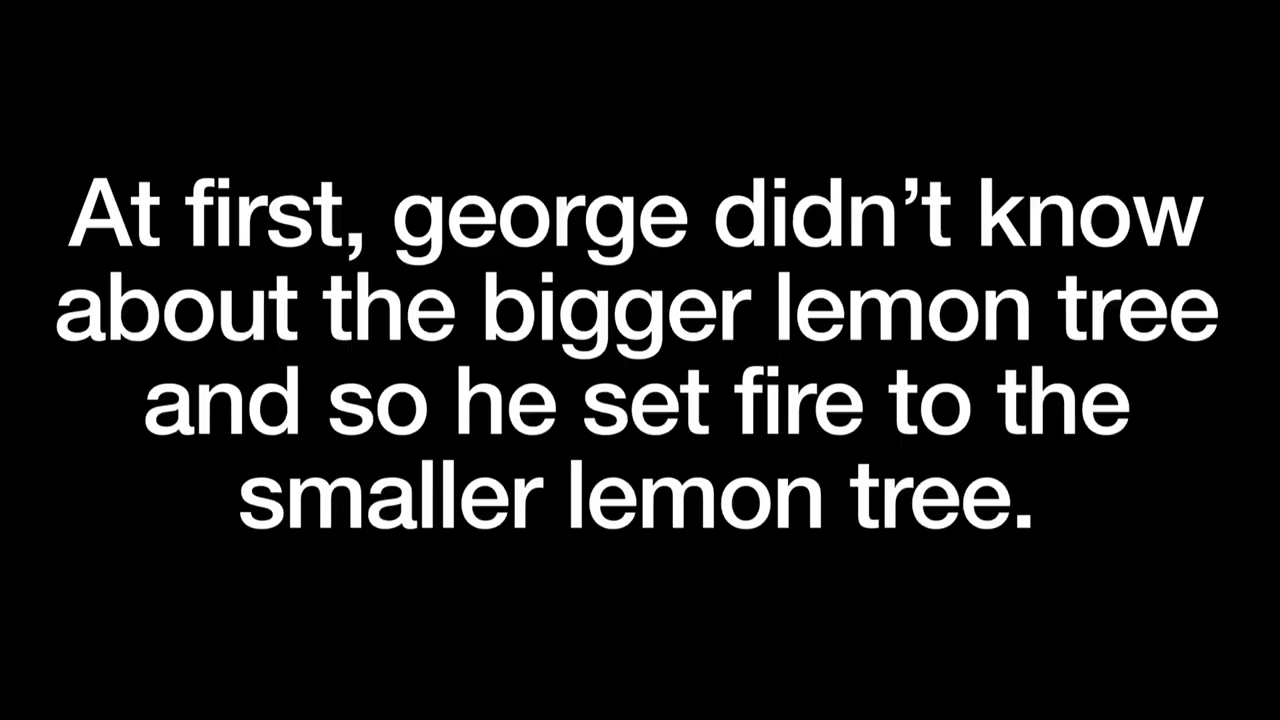 At first, george didn’t know
about the bigger lemon tree
and so he set fire to the
smaller lemon tree.